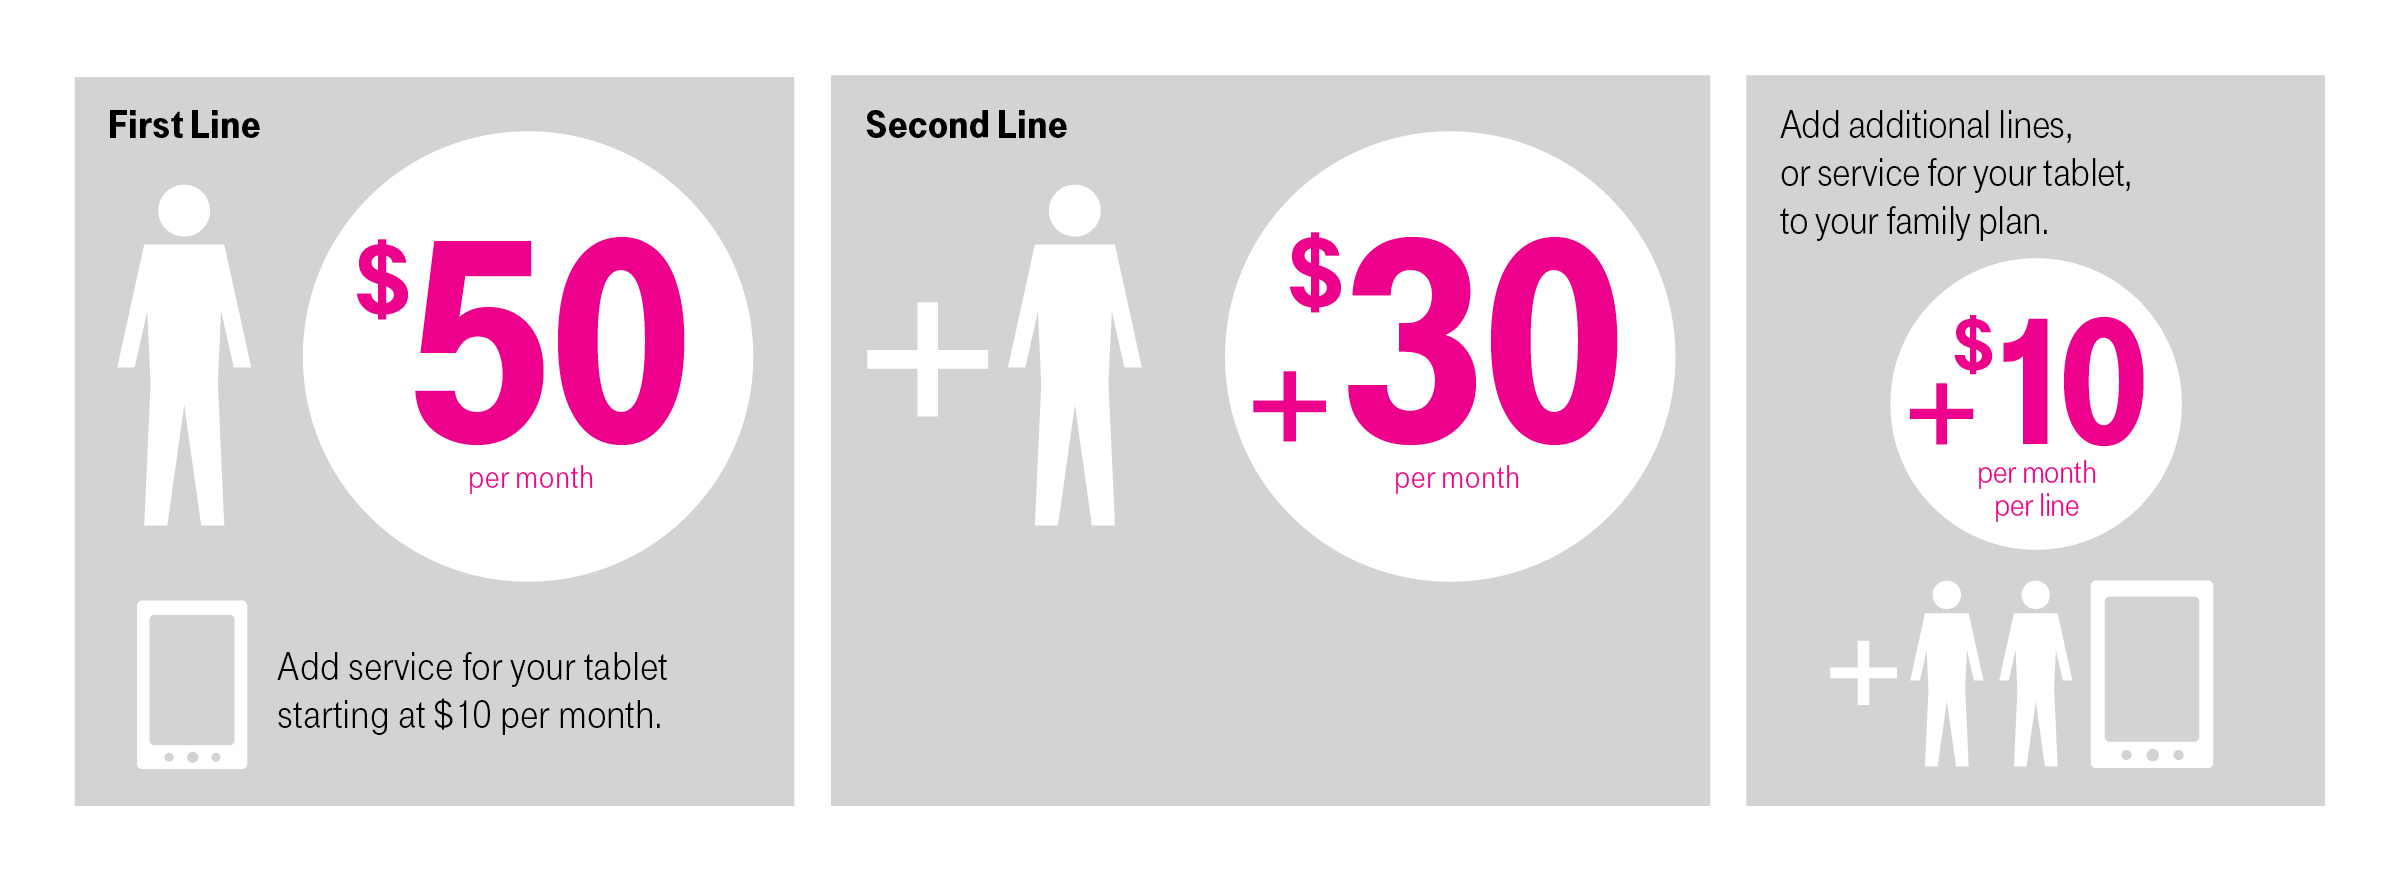 First Line
$50
per month
Add service for your tablet
starting at $10 per month.
Second Line
+$30
per month
Add additional lines,
or service for your tablet,
to your family plan.
+$10
per month
per line